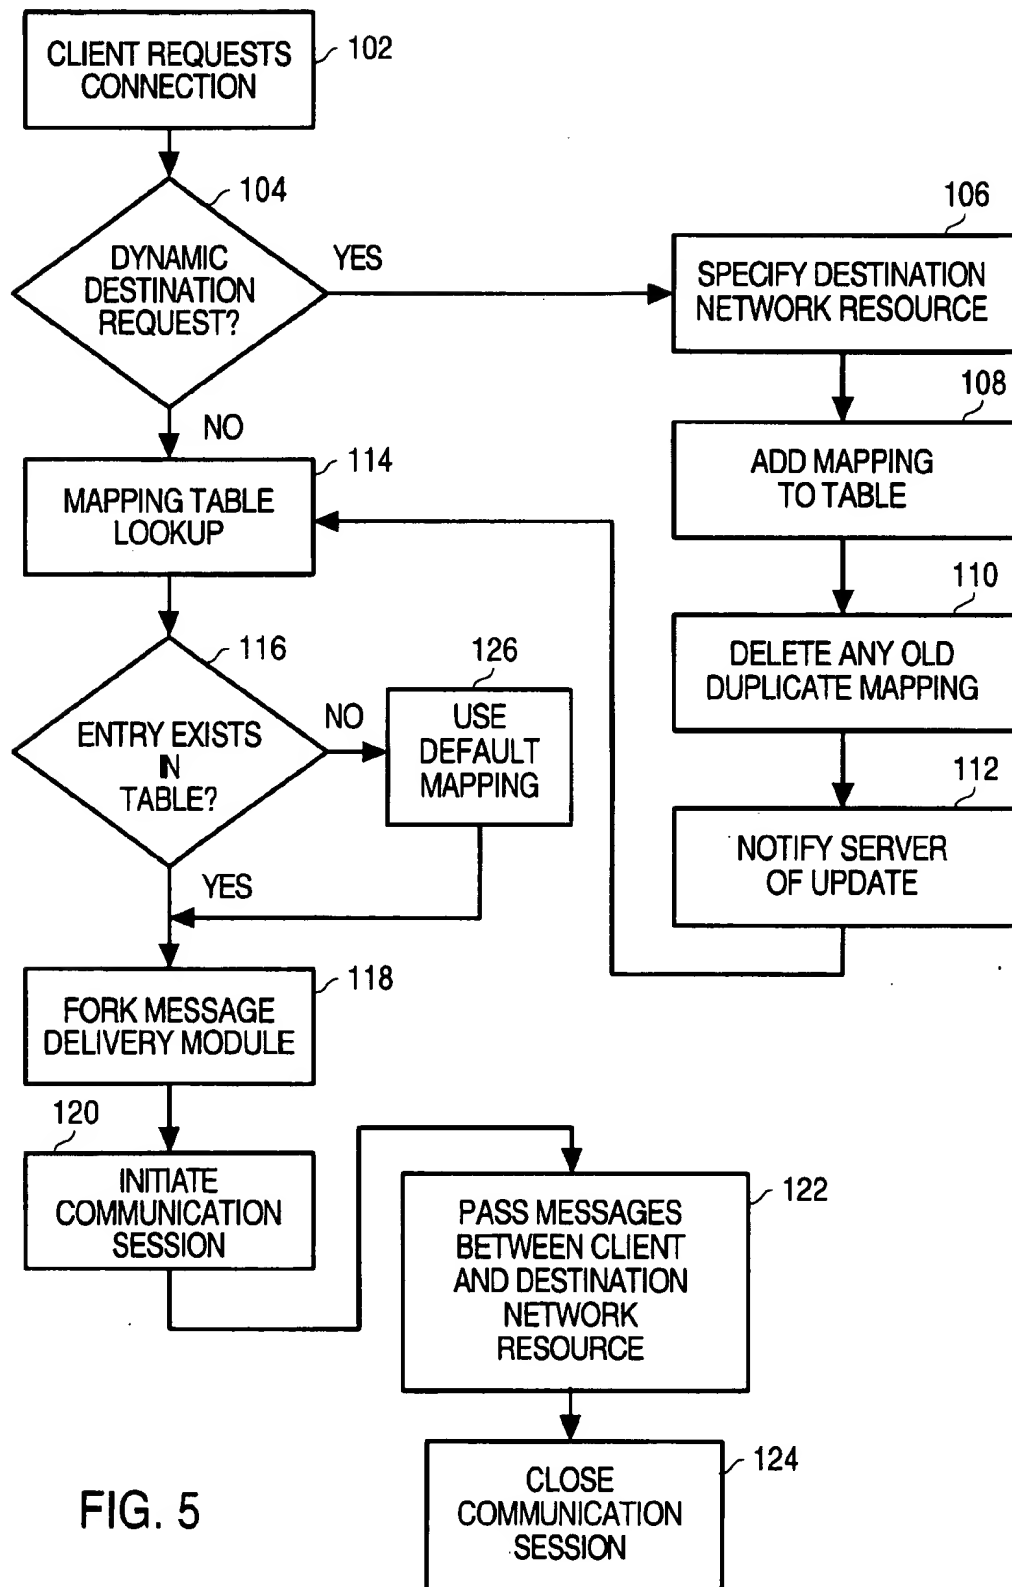 CLIENT REQUESTS
CONNECTION
102
104
DYNAMIC
DESTINATION
REQUEST?
YES
NO
106
SPECIFY DESTINATION
NETWORK RESOURCE
108
ADD MAPPING
TO TABLE
110
DELETE ANY OLD
DUPLICATE MAPPING
112
NOTIFY SERVER
OF UPDATE
114
MAPPING TABLE
LOOKUP
116
ENTRY EXISTS
IN
TABLE?
NO
YES
126
USE
DEFAULT
MAPPING
118
FORK MESSAGE
DELIVERY MODULE
120
INITIATE
COMMUNICATION
SESSION
122
PASS MESSAGES
BETWEEN CLIENT
AND DESTINATION
NETWORK
RESOURCE
124
CLOSE
COMMUNICATION
SESSION
FIG. 5